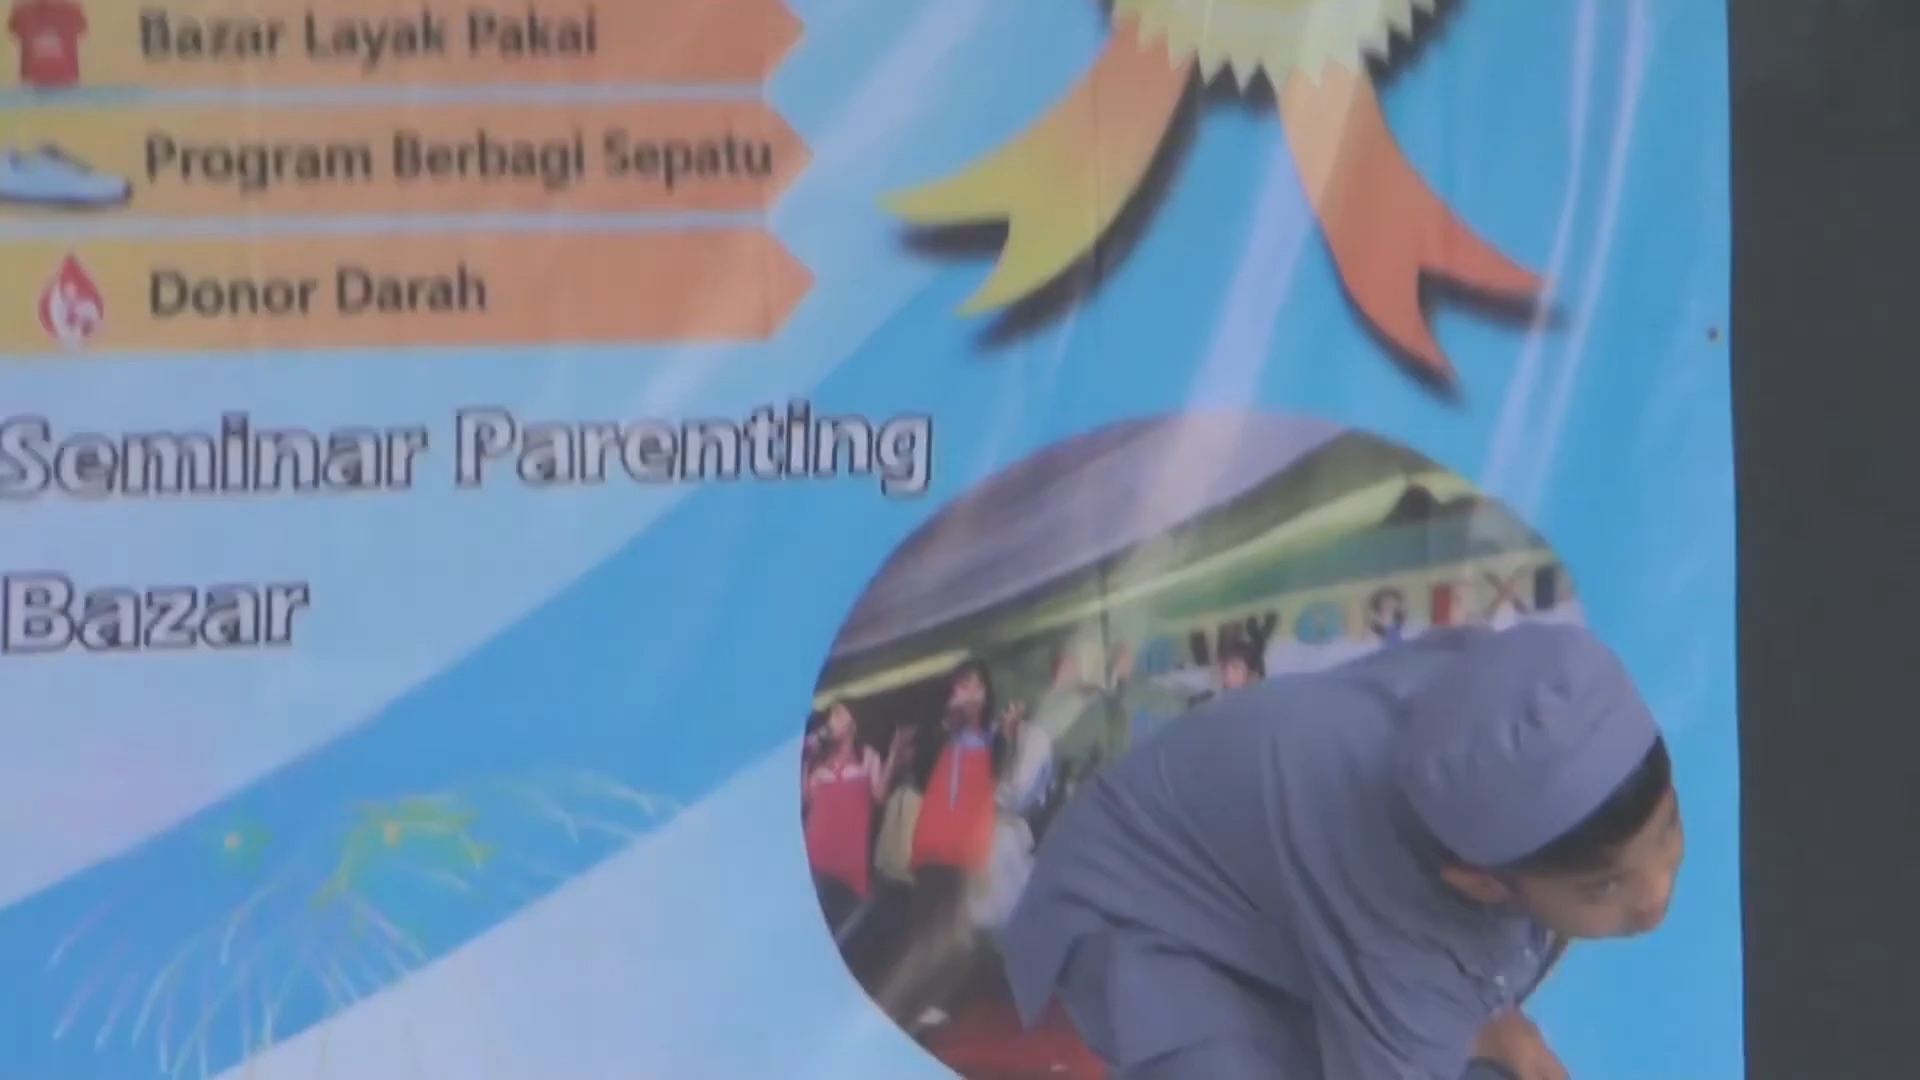 Bazar Layak Pakai
Program Berbagi Sepatu
Donor Darah
Seminar Parenting
Bazar